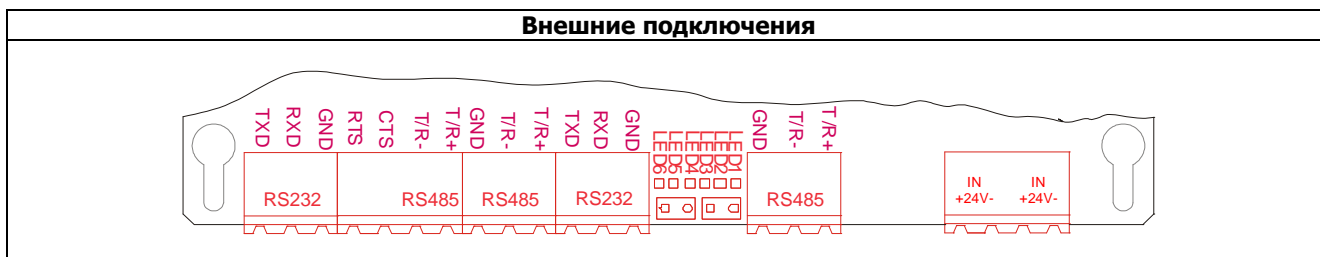 Внешние подключения
TXD RXD GND RTS CTS T/R- T/R+ GND T/R- T/R+ TXD RXD GND LED6 LED5 LED4 LED3 LED2 LED1 GND T/R- T/R+
RS232 RS485 RS485 RS232 RS485
IN IN
+24V- +24V-